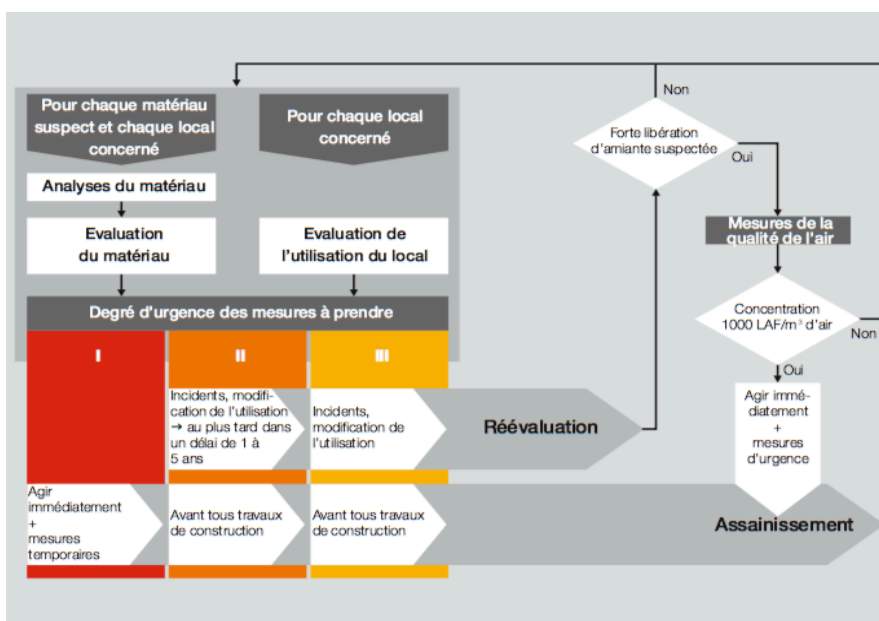 Pour chaque matériau
suspect et chaque local
concerné
Pour chaque local
concerné
Analyses du matériau
Evaluation
du matériau
Evaluation de
l'utilisation du local
Degré d'urgence des mesures à prendre
I
II
III
Incidents, modifi-
cation de l'utilisation
→ au plus tard dans
un délai de 1 à
5 ans
Incidents,
modification de
l'utilisation
Réévaluation
Agir
immédiatement
+
mesures
temporaires
Avant tous travaux
de construction
Avant tous travaux
de construction
Non
Forte libération
d'amiante suspectée
Oui
Mesures de la
qualité de l'air
Concentration
1000 LAF/m³ d'air
Non
Oui
Agir immé-
diatement
+
mesures
d'urgence
Assainissement